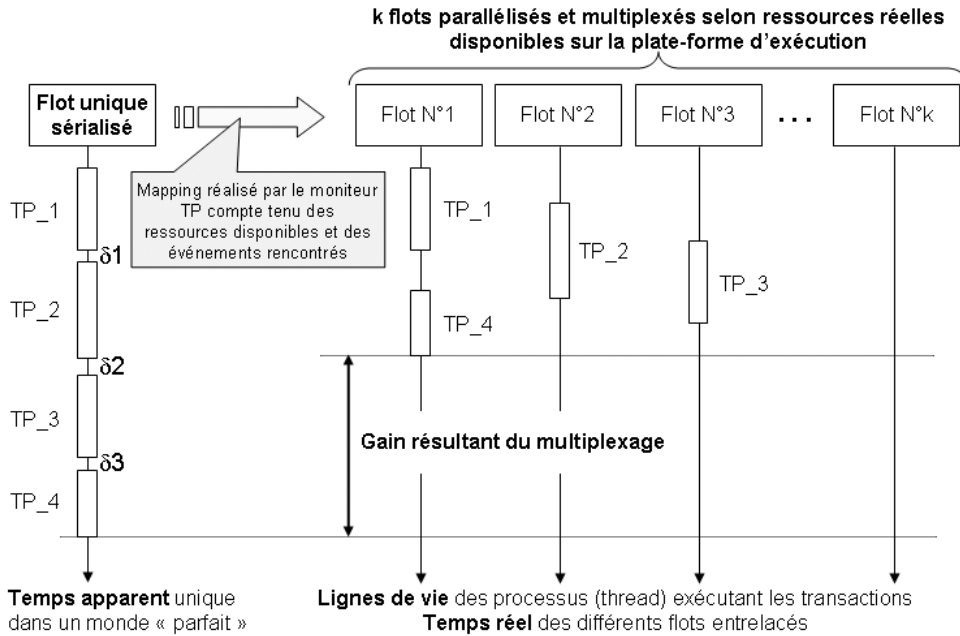 k flots parallélisés et multiplexés selon ressources réelles
disponibles sur la plate-forme d'exécution
Flot unique
sérialisé
Flot N°1
Flot N°2
Flot N°3
...
Flot N°k
Mapping réalisé par le moniteur
TP compte tenu des
ressources disponibles et des
événements rencontrés
TP_1
δ1
TP_2
δ2
TP_3
δ3
TP_4
TP_1
TP_4
TP_2
TP_3
Gain résultant du multiplexage
Temps apparent unique
dans un monde « parfait »
Lignes de vie des processus (thread) exécutant les transactions
Temps réel des différents flots entrelacés